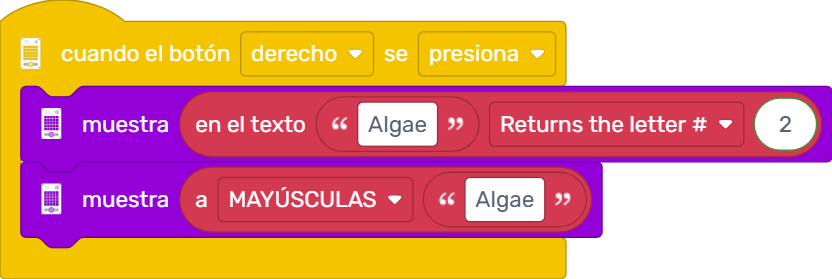 cuando el botón derecho se presiona
muestra en el texto “ Algae ” Returns the letter # 2
muestra a MAYÚSCULAS “ Algae ”